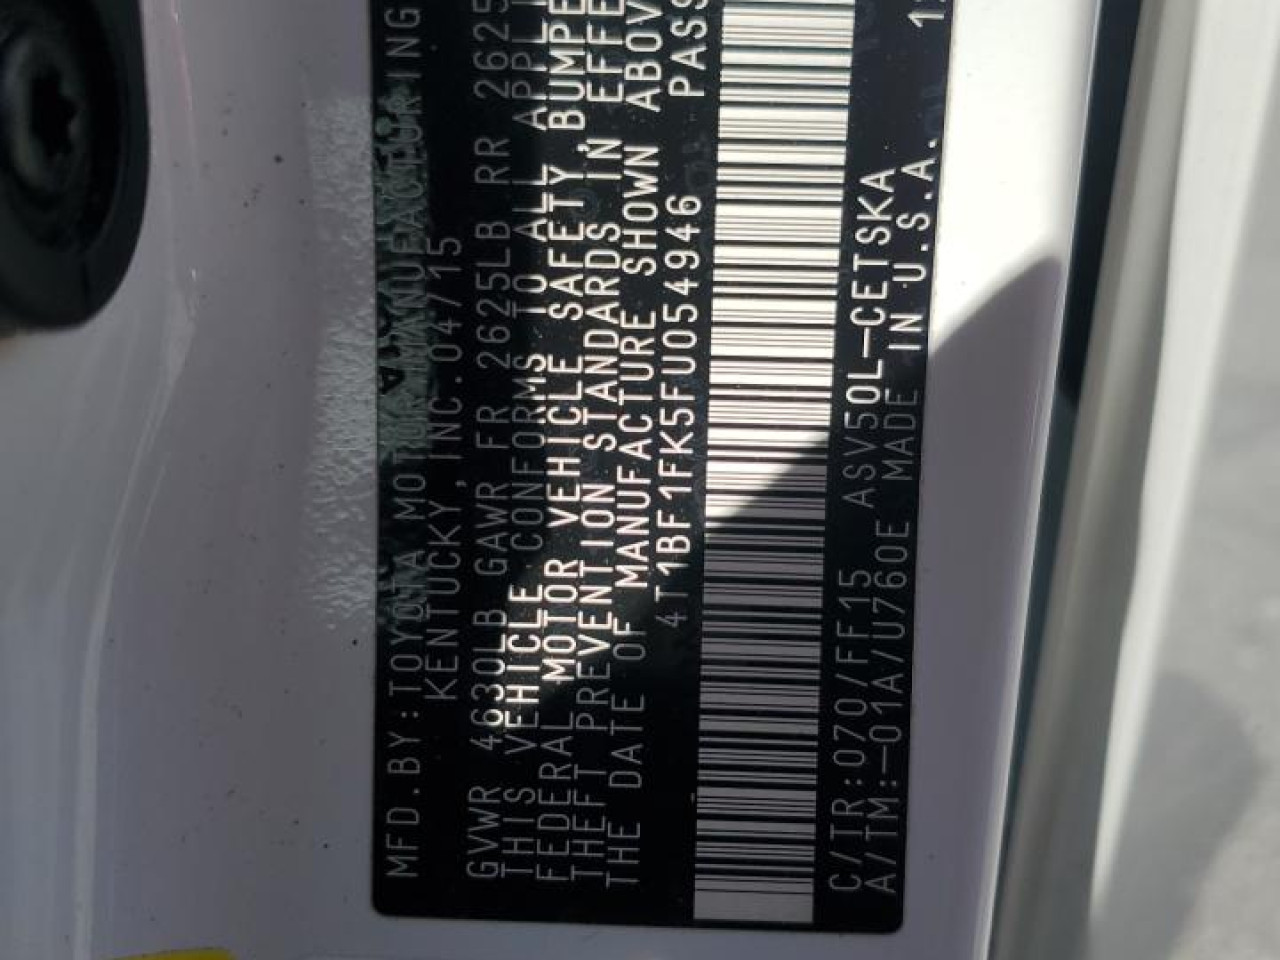 MFD.BY:TOYOTA MOTOR MANUFACTURING
KENTUCKY, INC. 04/15
GVWR 4630LB GAWR FR 2625LB RR 2625
THIS VEHICLE CONFORMS TO ALL APPLI
FEDERAL MOTOR VEHICLE SAFETY, BUMPE
THEFT PREVENTION STANDARDS IN EFFE
THE DATE OF MANUFACTURE SHOWN ABOV
4T1BF1FK5FU054946 PASS
C/TR:070/FF15 ASV50L-CETSKA
A/TM:-01A/U760E MADE IN U.S.A.